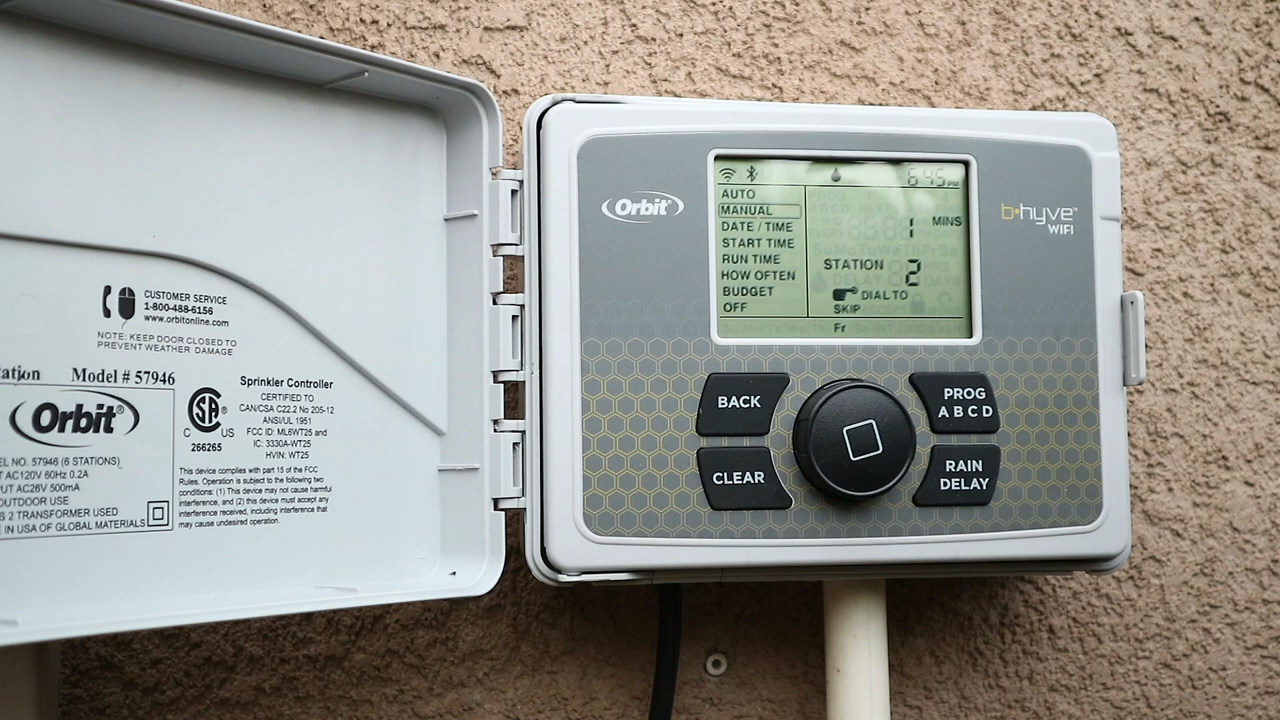 CUSTOMER SERVICE
1-800-488-6156
www.orbitonline.com
NOTE: KEEP DOOR CLOSED TO
PREVENT WEATHER DAMAGE
Model # 57946
Orbit®
CSA®
C US
266265
Sprinkler Controller
CERTIFIED TO
CAN/CSA C22.2 No 205-12
ANSI/UL 1951
FCC ID: ML6WT25 and
IC: 3330A-WT25
HVIN: WT25
NO. 57946 (6 STATIONS)
AC120V 60Hz 0.2A
AC26V 500mA
OUTDOOR USE
2 TRANSFORMER USED
IN USA OF GLOBAL MATERIALS
This device complies with part 15 of the FCC
Rules. Operation is subject to the following two
conditions: (1) This device may not cause harmful
interference, and (2) this device must accept any
interference received, including interference that
may cause undesired operation.
Orbit®
6:45 PM
AUTO
MANUAL
DATE / TIME
START TIME
RUN TIME
HOW OFTEN
BUDGET
OFF
1 MINS
STATION 2
DIAL TO
SKIP
Fr
b•hyve™
WIFI
BACK
CLEAR
PROG
A B C D
RAIN
DELAY